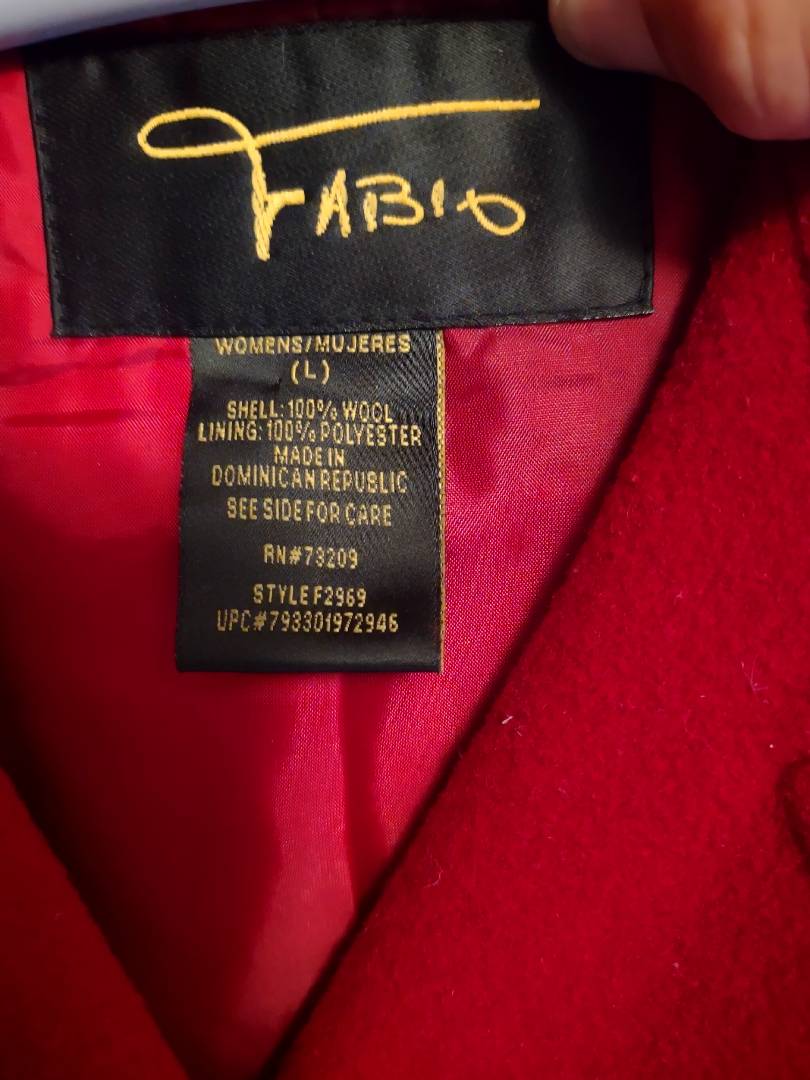 FABIO
WOMENS/MUJERES
(L)
SHELL: 100% WOOL
LINING: 100% POLYESTER
MADE IN
DOMINICAN REPUBLIC
SEE SIDE FOR CARE
RN#73209
STYLE F2969
UPC#793301972946